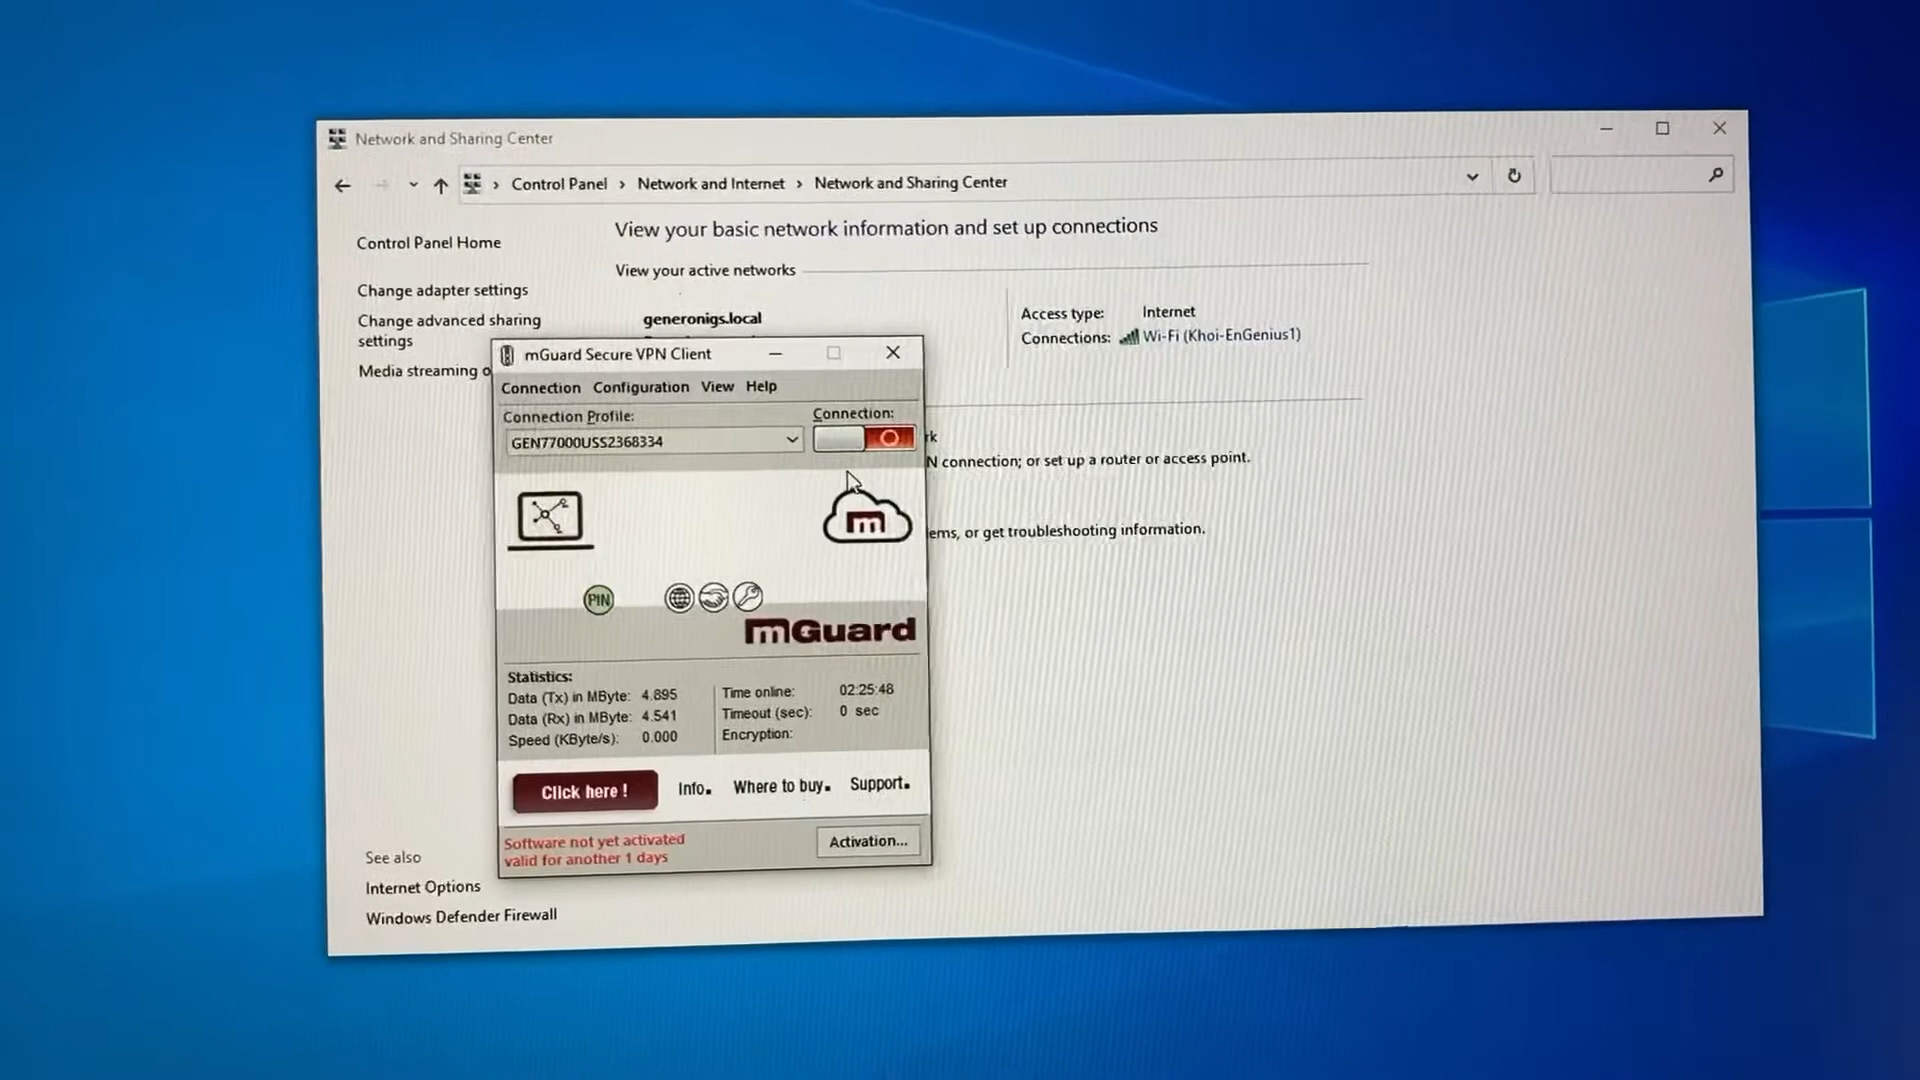 Network and Sharing Center
Control Panel > Network and Internet > Network and Sharing Center
Control Panel Home
Change adapter settings
Change advanced sharing
settings
Media streaming o
View your basic network information and set up connections
View your active networks
generonigs.local
Access type: Internet
Connections: Wi-Fi (Khoi-EnGenius1)
rk
N connection; or set up a router or access point.
ems, or get troubleshooting information.
mGuard Secure VPN Client
Connection Configuration View Help
Connection Profile: Connection:
GEN77000USS2368334
m
PIN
mGuard
Statistics:
Data (Tx) in MByte: 4.895
Data (Rx) in MByte: 4.541
Speed (KByte/s): 0.000
Time online: 02:25:48
Timeout (sec): 0 sec
Encryption:
Click here !
Info. Where to buy. Support.
Software not yet activated
valid for another 1 days
Activation...
See also
Internet Options
Windows Defender Firewall